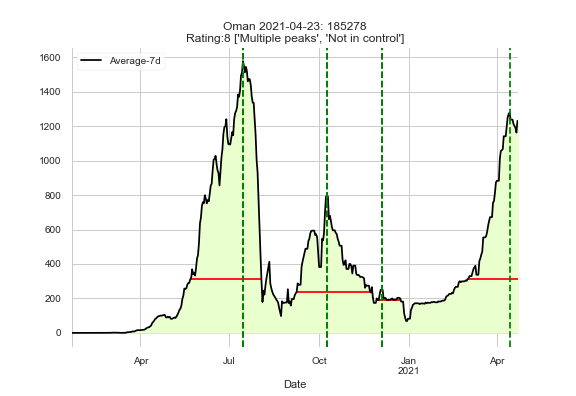 Oman 2021-04-23: 185278
Rating:8 ['Multiple peaks', 'Not in control']
Average-7d
1600
1400
1200
1000
800
600
400
200
0
Apr
Jul
Oct
Jan
2021
Apr
Date